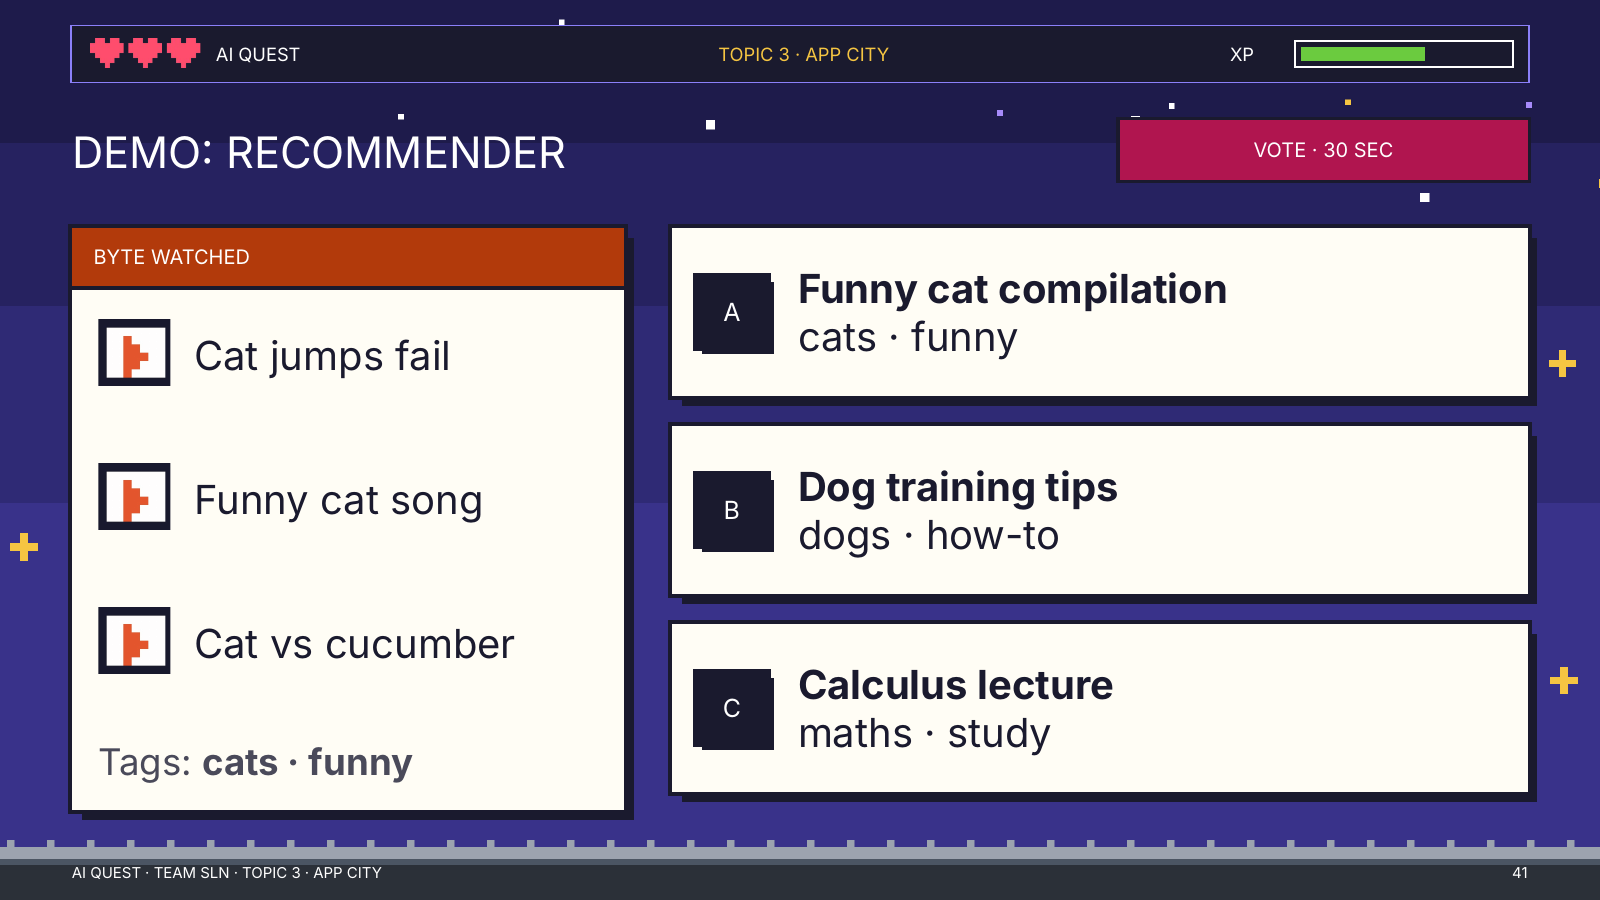 AI QUEST
TOPIC 3 · APP CITY
XP
DEMO: RECOMMENDER
VOTE · 30 SEC
BYTE WATCHED
Cat jumps fail
Funny cat song
Cat vs cucumber
Tags: cats · funny
A
Funny cat compilation
cats · funny
B
Dog training tips
dogs · how-to
C
Calculus lecture
maths · study
AI QUEST · TEAM SLN · TOPIC 3 · APP CITY
41